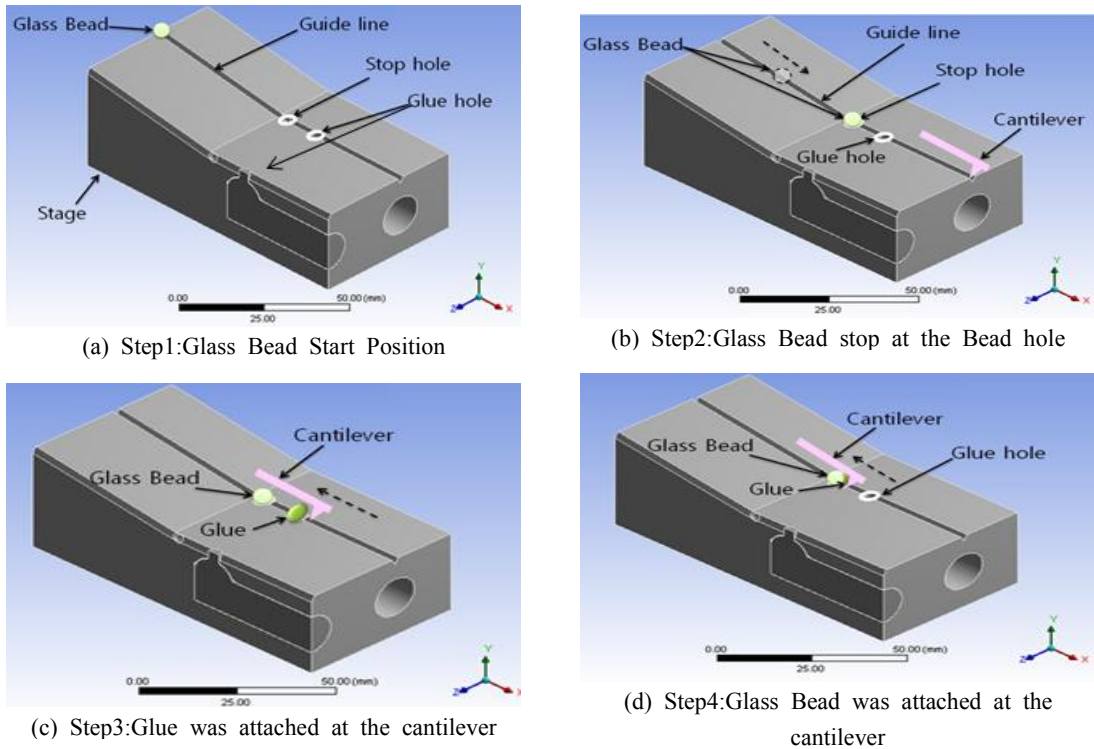 Glass Bead
Guide line
Stop hole
Glue hole
Stage
0.00
50.00 (mm)
25.00
Y
Z
X
(a) Step1:Glass Bead Start Position
Glass Bead
Guide line
Stop hole
Cantilever
Glue hole
0.00
50.00 (mm)
25.00
Y
Z
X
(b) Step2:Glass Bead stop at the Bead hole
Cantilever
Glass Bead
Glue
0.00
50.00 (mm)
25.00
Y
Z
X
(c) Step3:Glue was attached at the cantilever
Cantilever
Glass Bead
Glue hole
Glue
0.00
50.00 (mm)
25.00
Y
Z
X
(d) Step4:Glass Bead was attached at the
cantilever